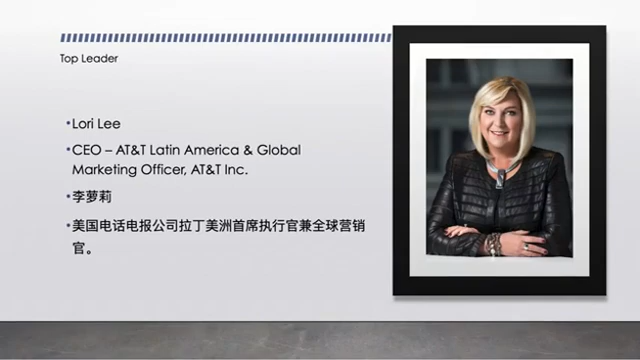 Top Leader
•Lori Lee
•CEO – AT&T Latin America & Global
Marketing Officer, AT&T Inc.
•李萝莉
•美国电话电报公司拉丁美洲首席执行官兼全球营销
官。